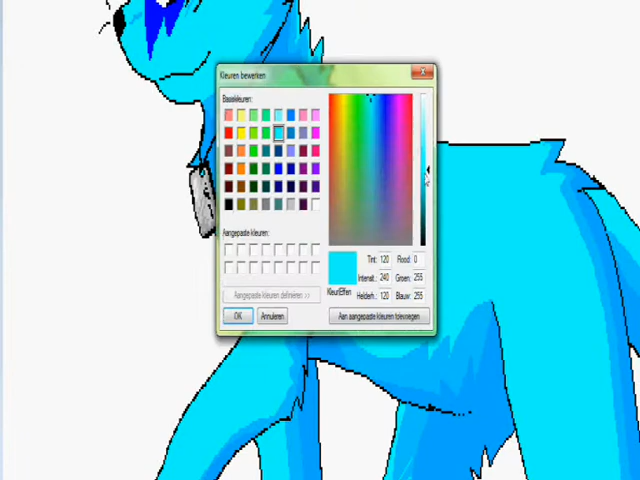 Kleuren bewerken
Basiskleuren:
Aangepaste kleuren:
Aangepaste kleuren definiëren >>
OK
Annuleren
Tint: 120
Rood: 0
Intensit.: 240
Groen: 255
Kleur|Effen
Helderh.: 120
Blauw: 255
Aan aangepaste kleuren toevoegen